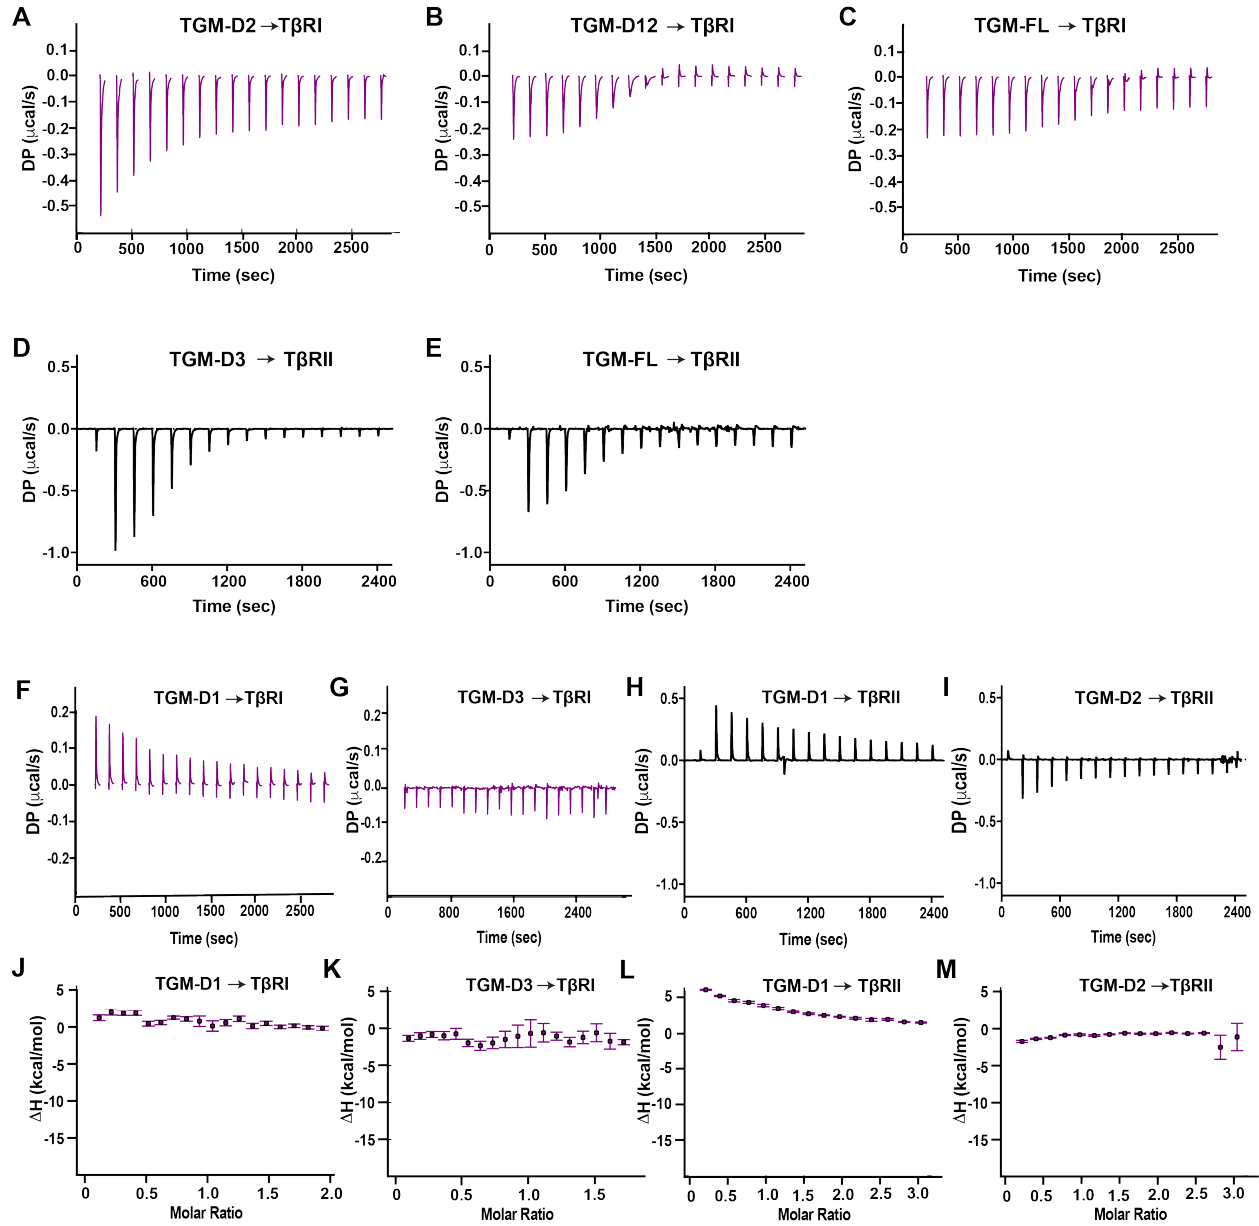 A
TGM-D2 → TβRI
0.1
0.0
-0.1
-0.2
-0.3
-0.4
-0.5
DP (μcal/s)
0 500 1000 1500 2000 2500
Time (sec)
B
TGM-D12 → TβRI
0.1
0.0
-0.1
-0.2
-0.3
-0.4
-0.5
DP (μcal/s)
0 500 1000 1500 2000 2500
Time (sec)
C
TGM-FL → TβRI
0.1
0.0
-0.1
-0.2
-0.3
-0.4
-0.5
DP (μcal/s)
0 500 1000 1500 2000 2500
Time (sec)
D
TGM-D3 → TβRII
0.5
0.0
-0.5
-1.0
DP (μcal/s)
0 600 1200 1800 2400
Time (sec)
E
TGM-FL → TβRII
0.5
0.0
-0.5
-1.0
DP (μcal/s)
0 600 1200 1800 2400
Time (sec)
F
TGM-D1 → TβRI
0.2
0.1
0.0
-0.1
-0.2
DP (μcal/s)
0 500 1000 1500 2000 2500
Time (sec)
G
TGM-D3 → TβRI
0.2
0.1
0.0
-0.1
-0.2
DP (μcal/s)
0 800 1600 2400
Time (sec)
H
TGM-D1 → TβRII
0.5
0.0
-0.5
-1.0
DP (μcal/s)
0 600 1200 1800 2400
Time (sec)
I
TGM-D2 → TβRII
0.5
0.0
-0.5
-1.0
DP (μcal/s)
0 600 1200 1800 2400
Time (sec)
J
TGM-D1 → TβRI
5
0
-5
-10
-15
ΔH (kcal/mol)
0 0.5 1.0 1.5 2.0
Molar Ratio
K
TGM-D3 → TβRI
5
0
-5
-10
-15
ΔH (kcal/mol)
0 0.5 1.0 1.5
Molar Ratio
L
TGM-D1 → TβRII
5
0
-5
-10
-15
ΔH (kcal/mol)
0 0.5 1.0 1.5 2.0 2.5 3.0
Molar Ratio
M
TGM-D2 → TβRII
5
0
-5
-10
-15
ΔH (kcal/mol)
0 0.5 1.0 1.5 2.0 2.5 3.0
Molar Ratio